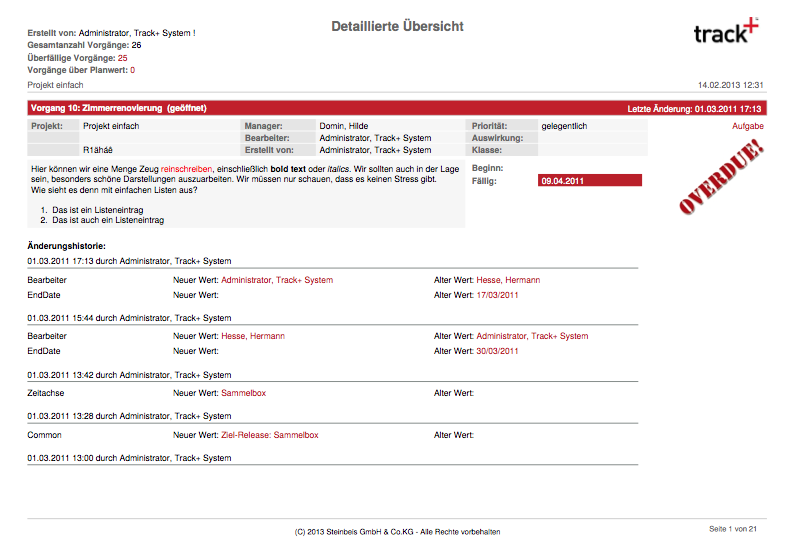 Detaillierte Übersicht
track+
Erstellt von: Administrator, Track+ System !
Gesamtanzahl Vorgänge: 26
Überfällige Vorgänge: 25
Vorgänge über Planwert: 0
Projekt einfach 14.02.2013 12:31
Vorgang 10: Zimmerrenovierung (geöffnet) Letzte Änderung: 01.03.2011 17:13
Projekt: Projekt einfach Manager: Domin, Hilde Priorität: gelegentlich Aufgabe
Bearbeiter: Administrator, Track+ System Auswirkung:
R1äháê Erstellt von: Administrator, Track+ System Klasse:
Hier können wir eine Menge Zeug reinschreiben, einschließlich bold text oder italics. Wir sollten auch in der Lage
sein, besonders schöne Darstellungen auszuarbeiten. Wir müssen nur schauen, dass es keinen Stress gibt.
Wie sieht es denn mit einfachen Listen aus?
1. Das ist ein Listeneintrag
2. Das ist auch ein Listeneintrag
Beginn:
Fällig: 09.04.2011
OVERDUE!
Änderungshistorie:
01.03.2011 17:13 durch Administrator, Track+ System
Bearbeiter Neuer Wert: Administrator, Track+ System Alter Wert: Hesse, Hermann
EndDate Neuer Wert: Alter Wert: 17/03/2011
01.03.2011 15:44 durch Administrator, Track+ System
Bearbeiter Neuer Wert: Hesse, Hermann Alter Wert: Administrator, Track+ System
EndDate Neuer Wert: Alter Wert: 30/03/2011
01.03.2011 13:42 durch Administrator, Track+ System
Zeitachse Neuer Wert: Sammelbox Alter Wert:
01.03.2011 13:28 durch Administrator, Track+ System
Common Neuer Wert: Ziel-Release: Sammelbox Alter Wert:
01.03.2011 13:00 durch Administrator, Track+ System
(C) 2013 Steinbeis GmbH & Co.KG - Alle Rechte vorbehalten
Seite 1 von 21